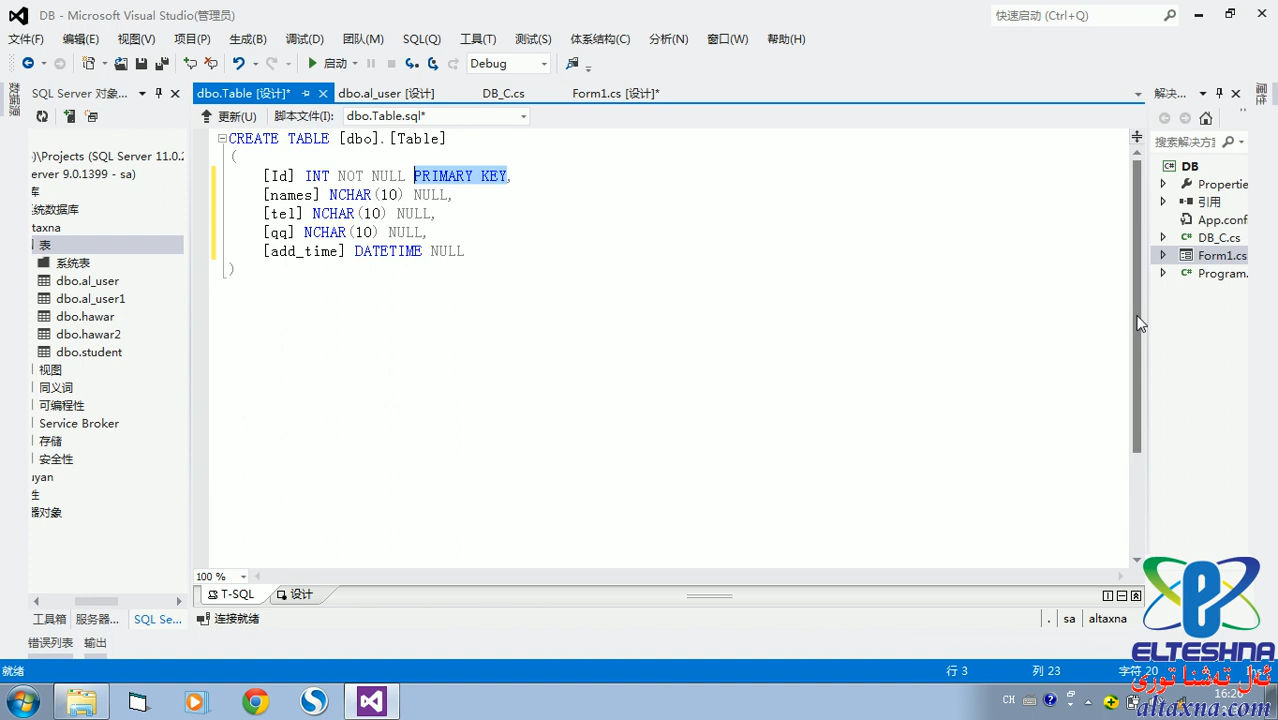 DB - Microsoft Visual Studio(管理员)
快速启动 (Ctrl+Q)
文件(F) 编辑(E) 视图(V) 项目(P) 生成(B) 调试(D) 团队(M) SQL(Q) 工具(T) 测试(S) 体系结构(C) 分析(N) 窗口(W) 帮助(H)
启动 Debug
SQL Server 对象...
dbo.Table [设计]* dbo.al_user [设计] DB_C.cs Form1.cs [设计]*
解决...
更新(U) 脚本文件(F): dbo.Table.sql*
搜索解决方
CREATE TABLE [dbo].[Table]
(
[Id] INT NOT NULL PRIMARY KEY,
[names] NCHAR(10) NULL,
[tel] NCHAR(10) NULL,
[qq] NCHAR(10) NULL,
[add_time] DATETIME NULL
)
)\Projects (SQL Server 11.0.2
erver 9.0.1399 - sa)
库
统数据库
taxna
表
系统表
dbo.al_user
dbo.al_user1
dbo.hawar
dbo.hawar2
dbo.student
视图
同义词
可编程性
Service Broker
存储
安全性
uyan
性
器对象
DB
Propertie
引用
App.conf
DB_C.cs
Form1.cs
Program.
100 %
T-SQL 设计
工具箱 服务器... SQL Se...
连接就绪 . sa altaxna
错误列表 输出
就绪 行 3 列 23 字符 20 Ins
CH 16:20
ELTESHNA
ئەل تەشنا تورى
altaxna.com